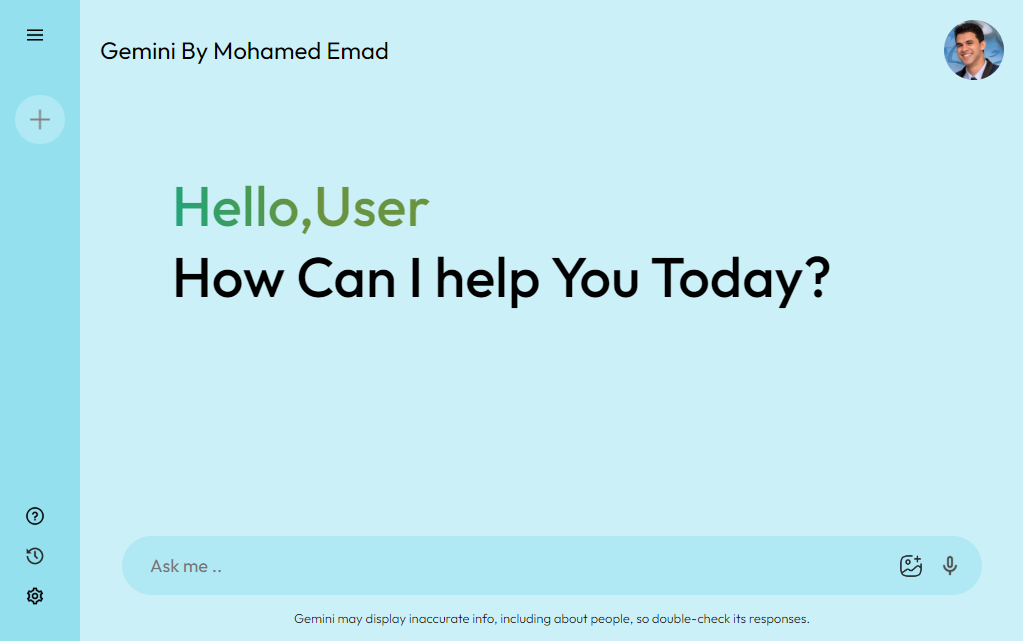 Gemini By Mohamed Emad
Hello,User
How Can I help You Today?
Ask me ..
Gemini may display inaccurate info, including about people, so double-check its responses.